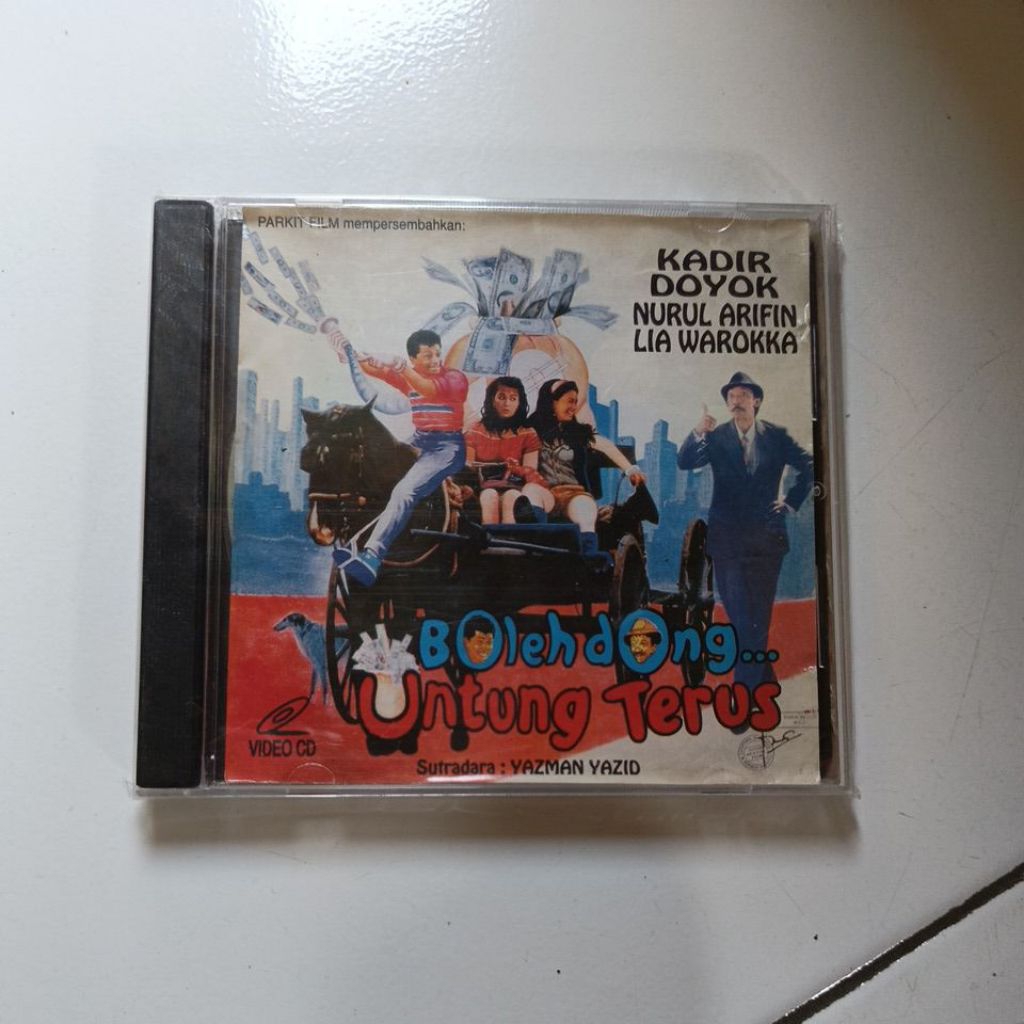 PARKIT FILM mempersembahkan:
KADIR
DOYOK
NURUL ARIFIN
LIA WAROKKA
Boleh dong...
Untung Terus
VIDEO CD
Sutradara : YAZMAN YAZID